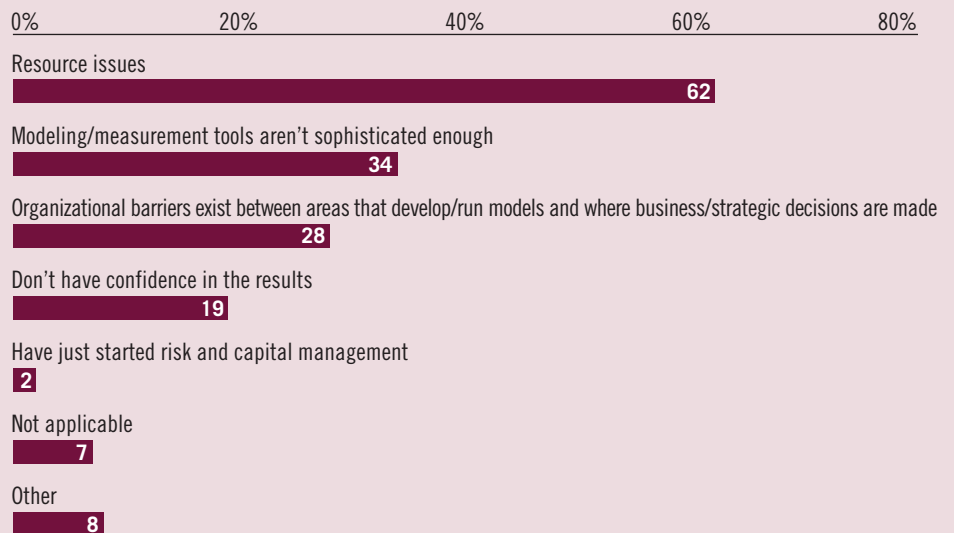 0% 20% 40% 60% 80%
Resource issues
62
Modeling/measurement tools aren’t sophisticated enough
34
Organizational barriers exist between areas that develop/run models and where business/strategic decisions are made
28
Don’t have confidence in the results
19
Have just started risk and capital management
2
Not applicable
7
Other
8